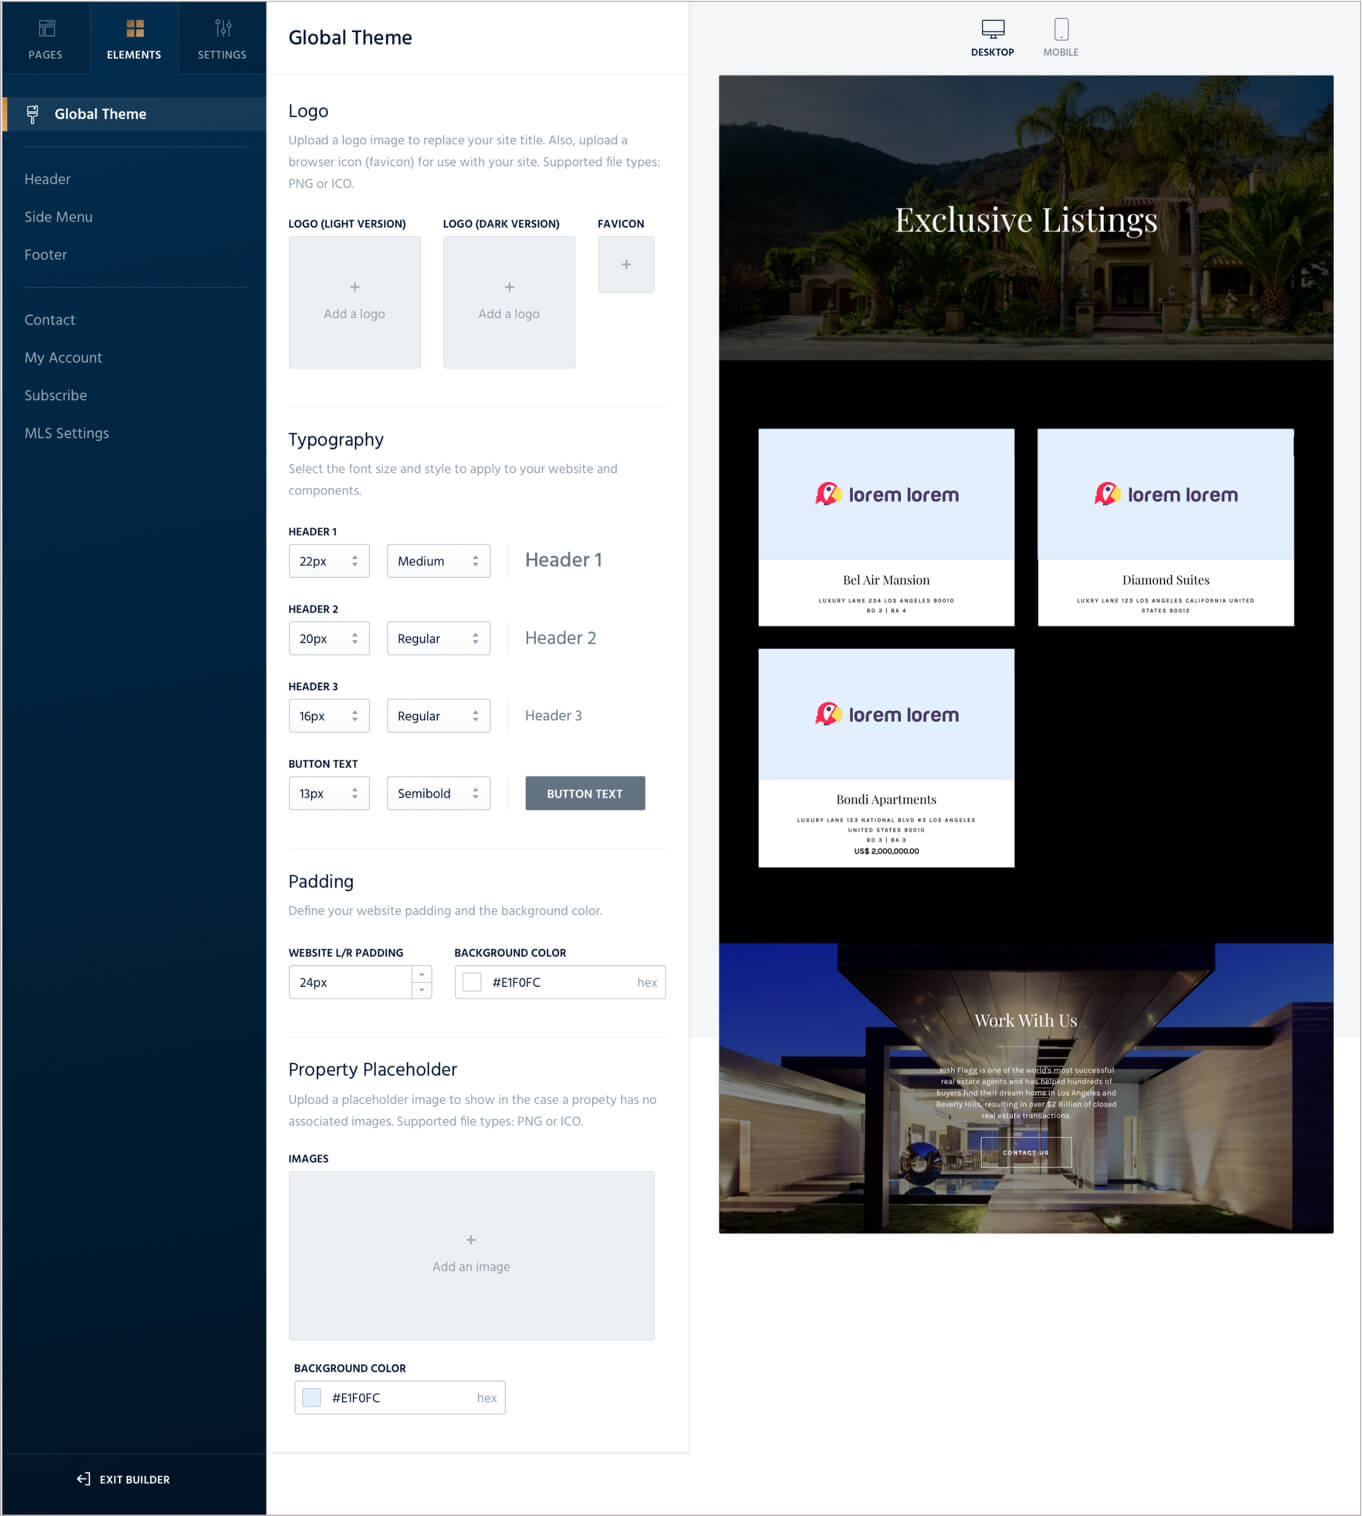 PAGES
ELEMENTS
SETTINGS
Global Theme
Header
Side Menu
Footer
Contact
My Account
Subscribe
MLS Settings
EXIT BUILDER
Global Theme
Logo
Upload a logo image to replace your site title. Also, upload a
browser icon (favicon) for use with your site. Supported file types:
PNG or ICO.
LOGO (LIGHT VERSION)
LOGO (DARK VERSION)
FAVICON
+
+
+
Add a logo
Add a logo
Typography
Select the font size and style to apply to your website and
components.
HEADER 1
22px
Medium
Header 1
HEADER 2
20px
Regular
Header 2
HEADER 3
16px
Regular
Header 3
BUTTON TEXT
13px
Semibold
BUTTON TEXT
Padding
Define your website padding and the background color.
WEBSITE L/R PADDING
BACKGROUND COLOR
24px
#E1F0FC
hex
Property Placeholder
Upload a placeholder image to show in the case a propety has no
associated images. Supported file types: PNG or ICO.
IMAGES
+
Add an image
BACKGROUND COLOR
#E1F0FC
hex
DESKTOP
MOBILE
Exclusive Listings
lorem lorem
Bel Air Mansion
LUXURY LANE 234 LOS ANGELES 90010
BD 3 | BA 4
lorem lorem
Diamond Suites
LUXRY LANE 123 LOS ANGELES CALIFORNIA UNITED
STATES 90012
lorem lorem
Bondi Apartments
LUXURY LANE 123 NATIONAL BLVD #3 LOS ANGELES
UNITED STATES 90010
BD 3 | BA 3
US$ 2,000,000.00
Work With Us
Josh Flagg is one of the world's most successful
real estate agents and has helped hundreds of
buyers find their dream home in Los Angeles and
Beverly Hills, resulting in over $2 Billion of closed
real estate transactions.
CONTACT US